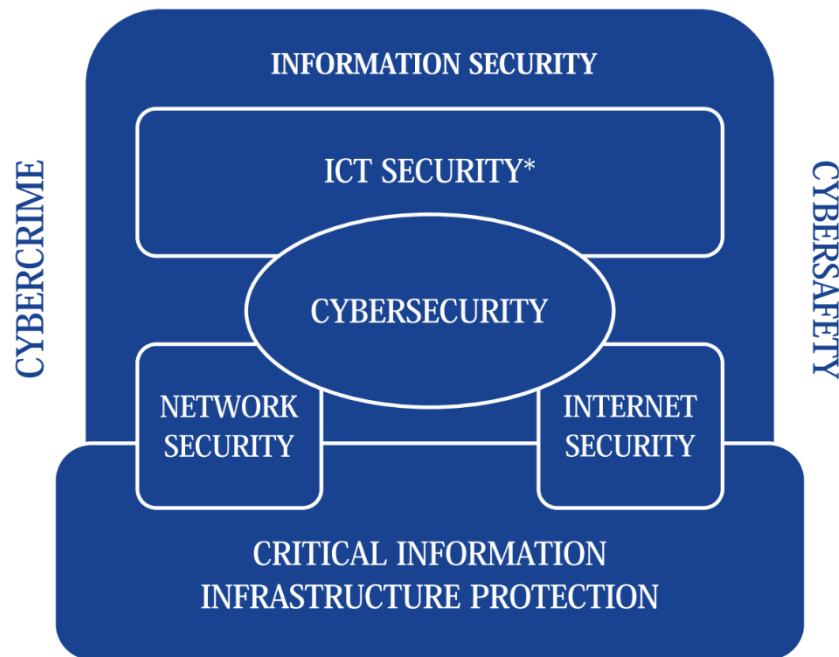 INFORMATION SECURITY
ICT SECURITY*
CYBERCRIME
CYBERSAFETY
CYBERSECURITY
NETWORK
SECURITY
INTERNET
SECURITY
CRITICAL INFORMATION
INFRASTRUCTURE PROTECTION